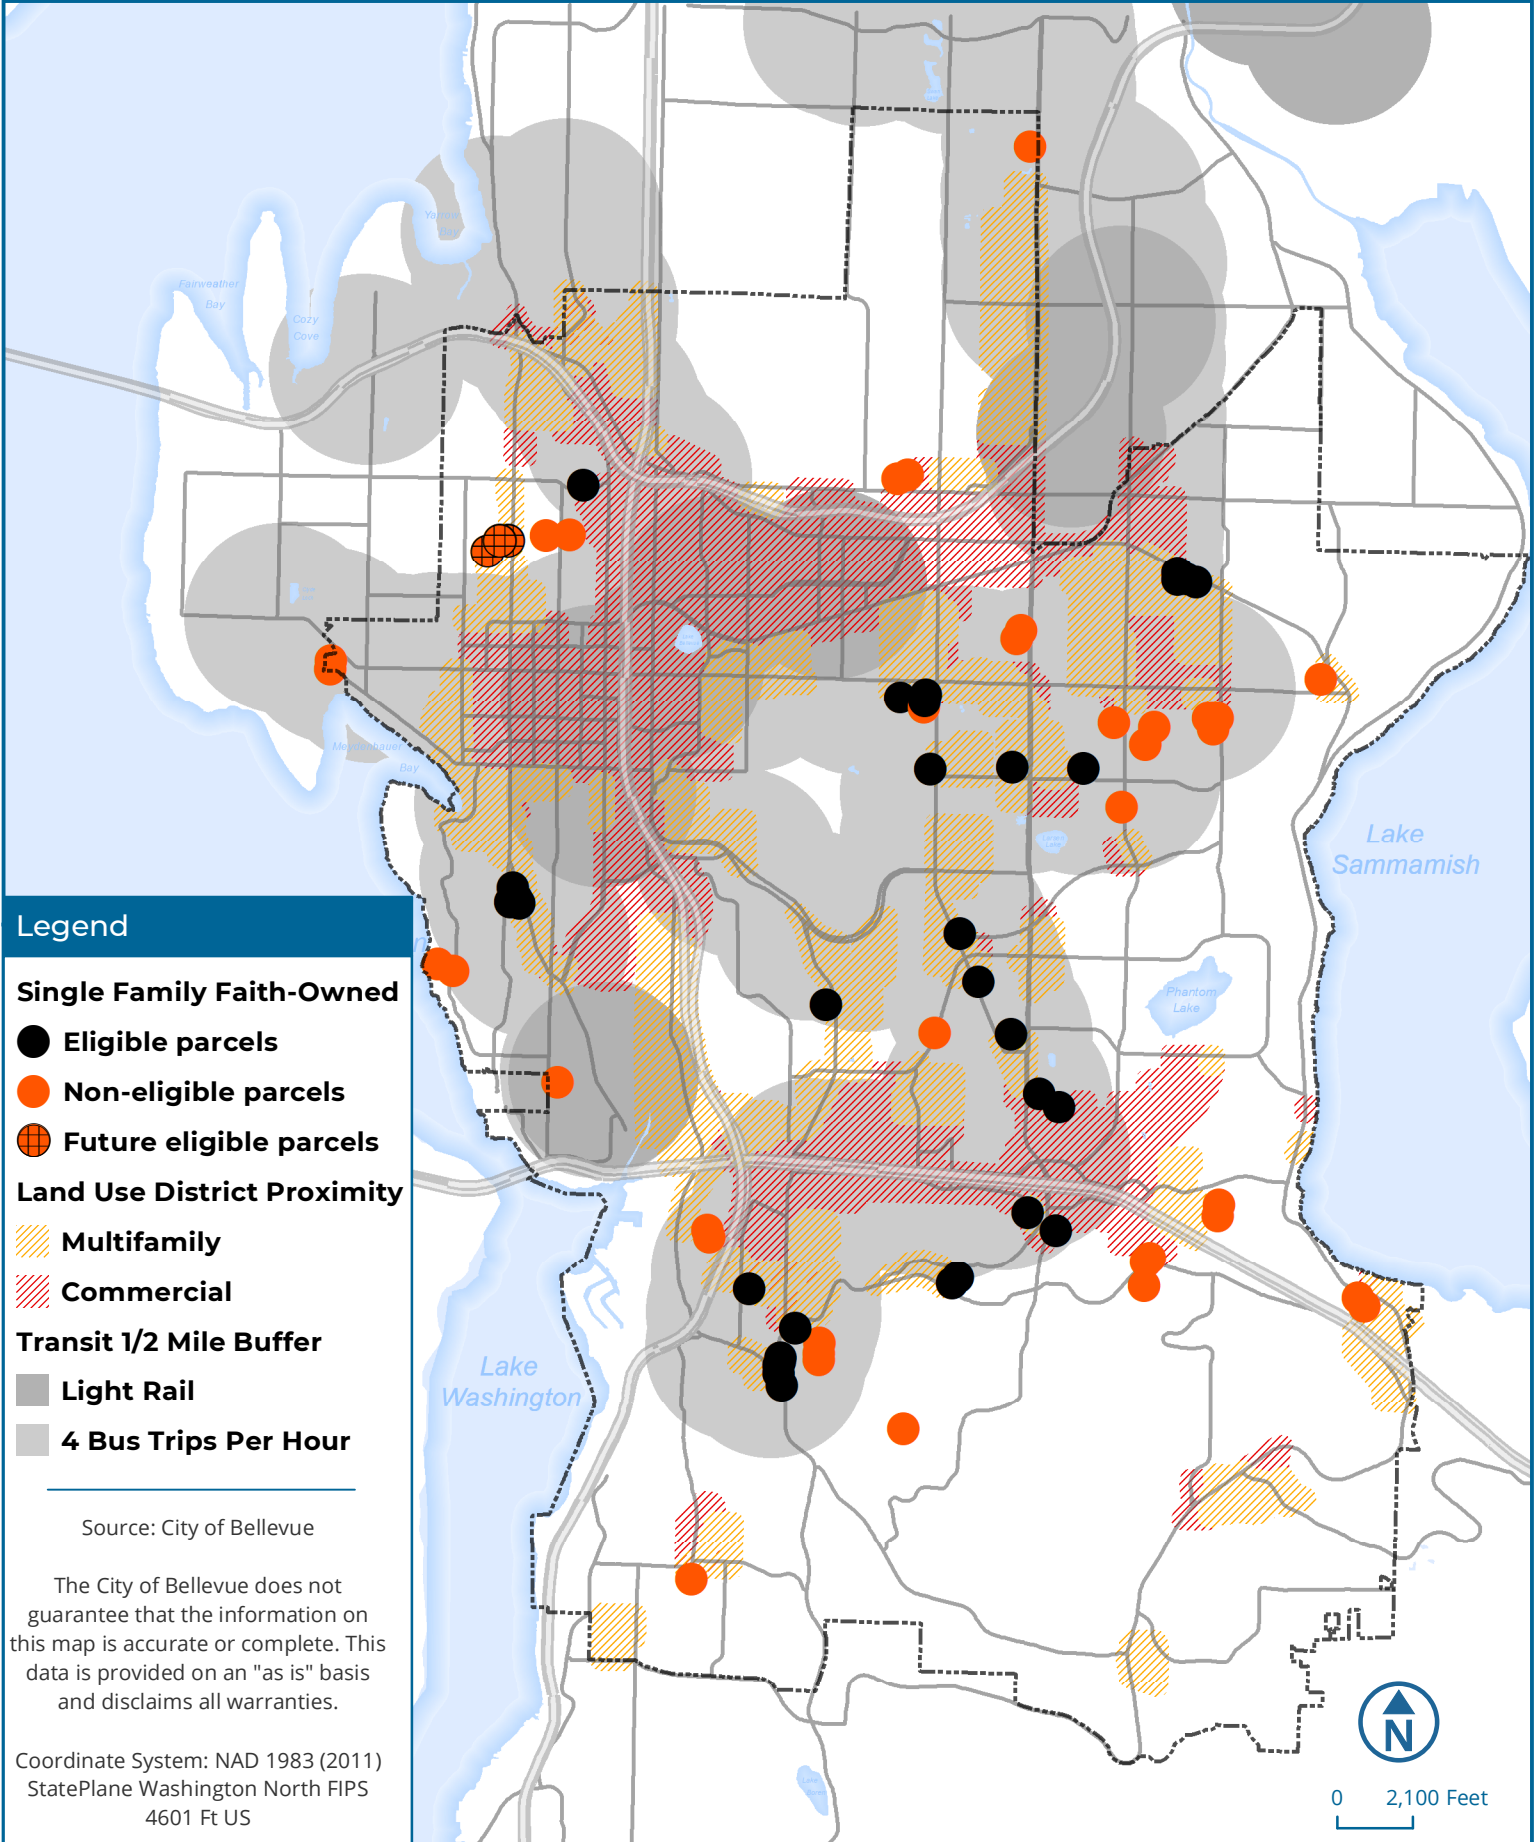 Yarrow
Bay
Fairweather
Bay
Cozy
Cove
Meydenbauer
Bay
Lake
Sammamish
Phantom
Lake
Lake
Washington
Legend
Single Family Faith-Owned
Eligible parcels
Non-eligible parcels
Future eligible parcels
Land Use District Proximity
Multifamily
Commercial
Transit 1/2 Mile Buffer
Light Rail
4 Bus Trips Per Hour
Source: City of Bellevue
The City of Bellevue does not
guarantee that the information on
this map is accurate or complete. This
data is provided on an "as is" basis
and disclaims all warranties.
Coordinate System: NAD 1983 (2011)
StatePlane Washington North FIPS
4601 Ft US
N
0 2,100 Feet